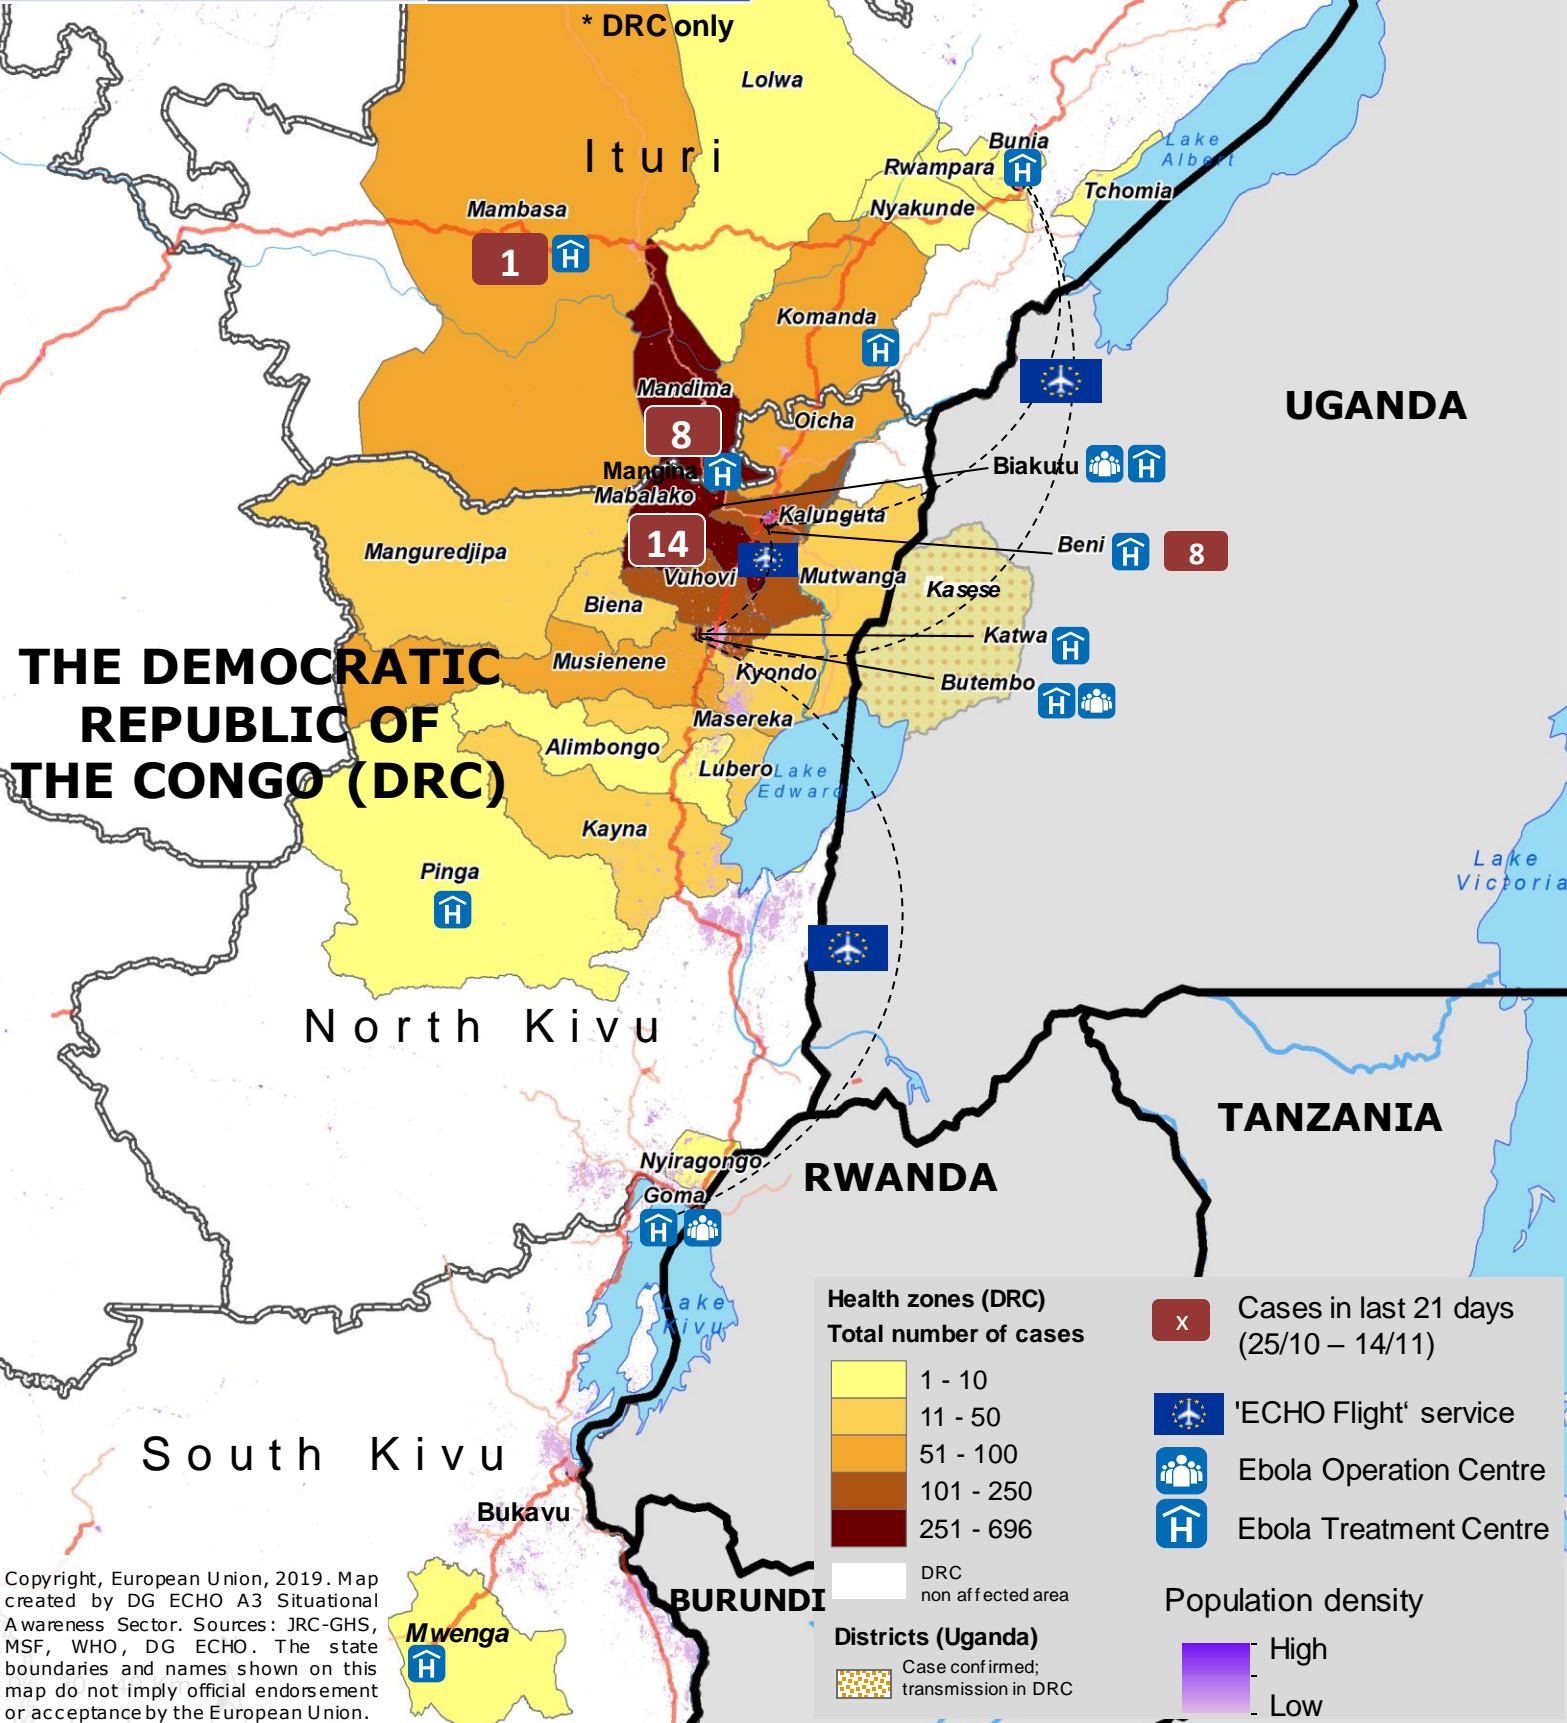 * DRC only
Lolwa
Ituri
Bunia
Rwampara
Lake
Albert
Tchomia
Nyakunde
Mambasa
1
Komanda
Mandima
8
Oicha
UGANDA
Mangina
Biakutu
Mabalako
Kalunguta
14
Manguredjipa
Beni
8
Vuhovi
Mutwanga
Kasese
Biena
Katwa
Musienene
Kyondo
Butembo
THE DEMOCRATIC
REPUBLIC OF
THE CONGO (DRC)
Masereka
Alimbongo
Lubero
Lake
Edward
Kayna
Pinga
Lake
Victoria
North Kivu
TANZANIA
Nyiragongo
RWANDA
Goma
Lake
Kivu
South Kivu
Bukavu
BURUNDI
Mwenga
Health zones (DRC)
Total number of cases
1 - 10
11 - 50
51 - 100
101 - 250
251 - 696
DRC
non affected area
Districts (Uganda)
Case confirmed;
transmission in DRC
x
Cases in last 21 days
(25/10 – 14/11)
'ECHO Flight‘ service
Ebola Operation Centre
Ebola Treatment Centre
Population density
High
Low
Copyright, European Union, 2019. Map
created by DG ECHO A3 Situational
Awareness Sector. Sources: JRC-GHS,
MSF, WHO, DG ECHO. The state
boundaries and names shown on this
map do not imply official endorsement
or acceptance by the European Union.